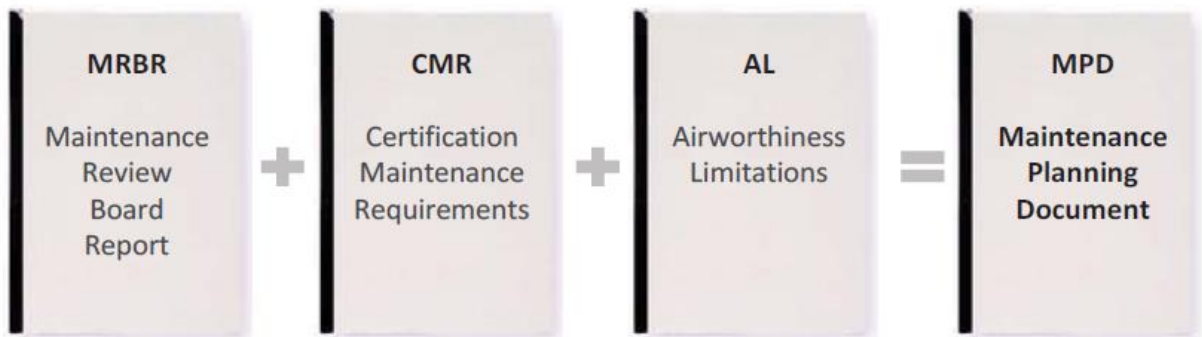 MRBR
Maintenance
Review
Board
Report
+
CMR
Certification
Maintenance
Requirements
+
AL
Airworthiness
Limitations
=
MPD
Maintenance
Planning
Document